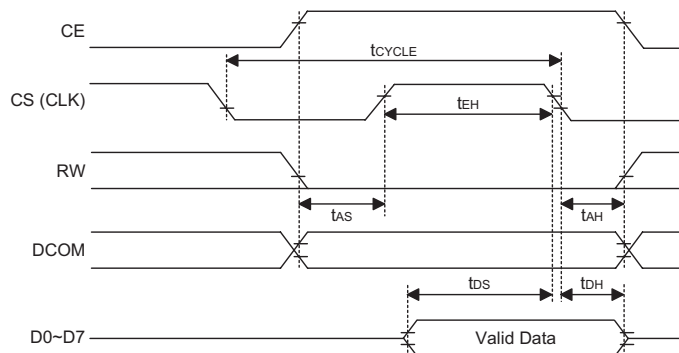 CE
tCYCLE
CS (CLK)
tEH
RW
tAS
tAH
DCOM
tDS
tDH
D0~D7
Valid Data